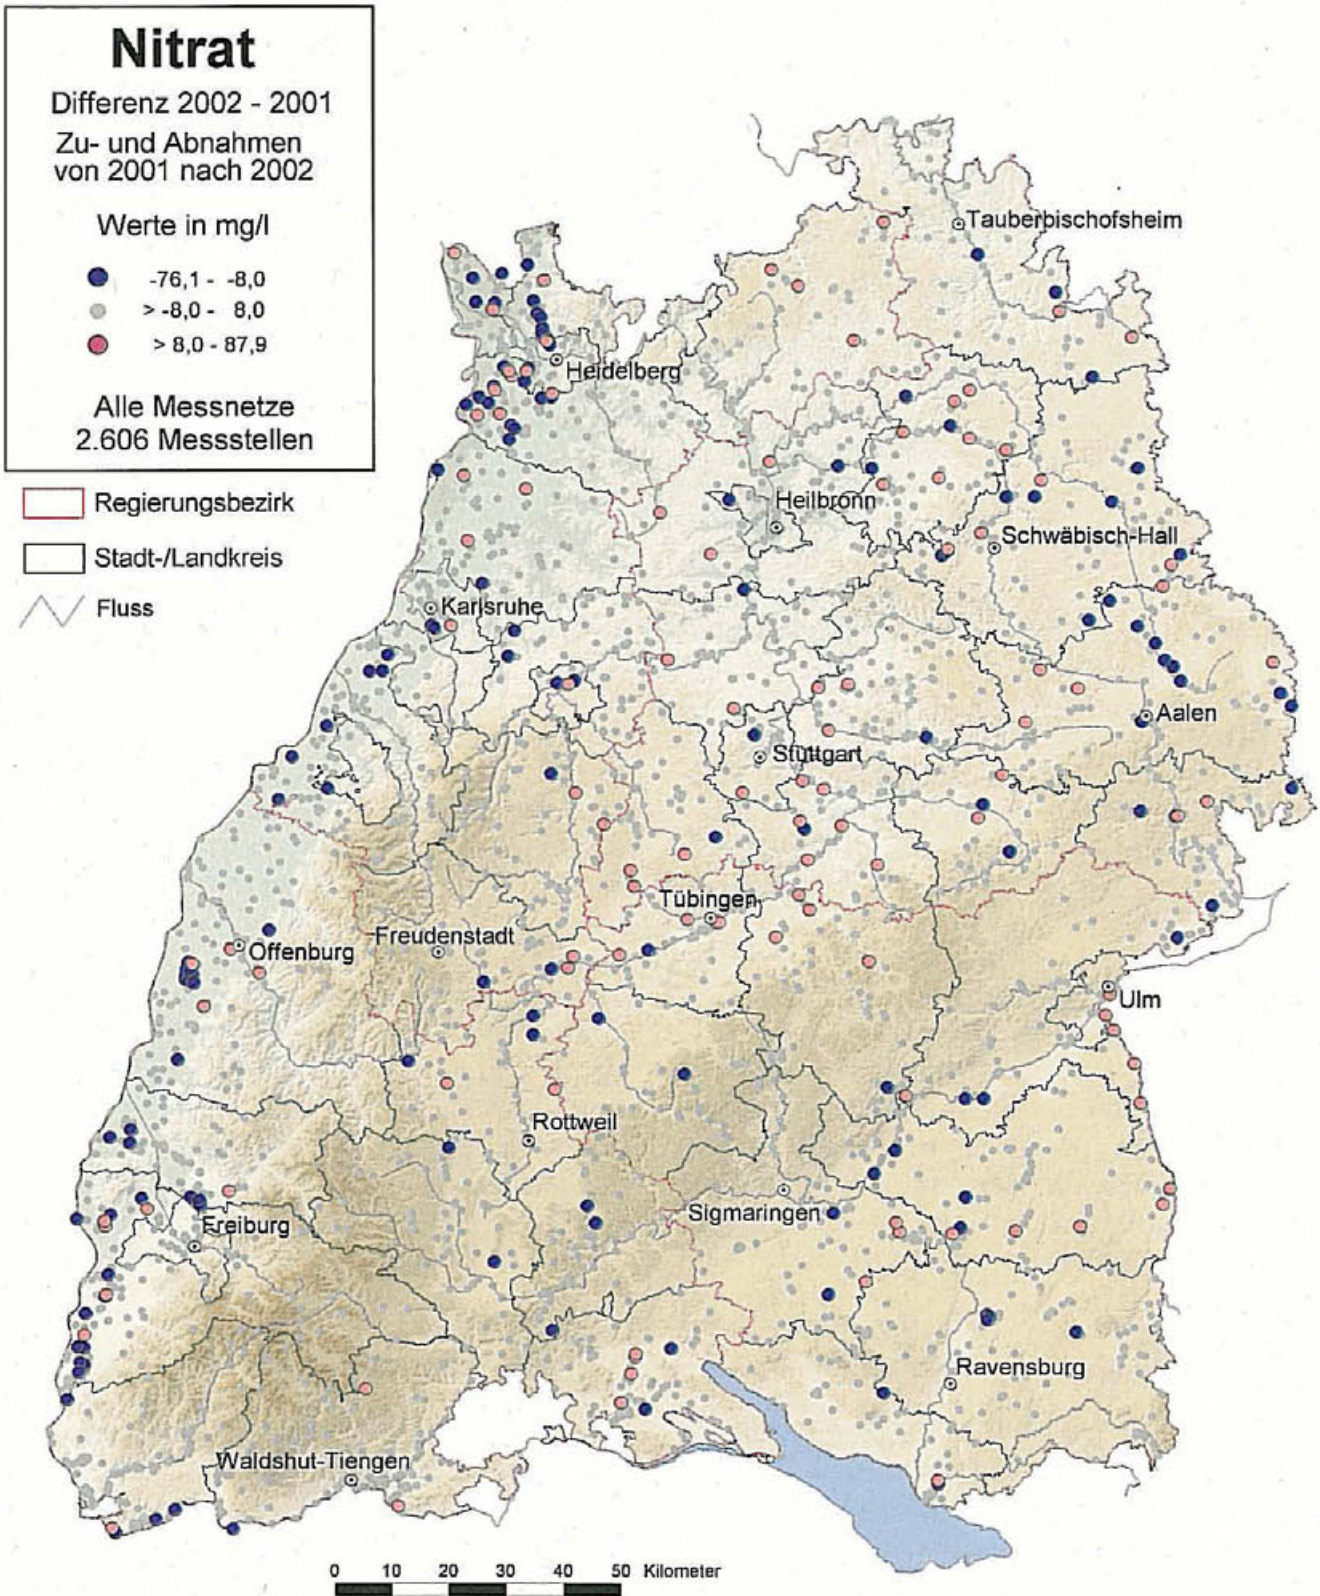 Nitrat
Differenz 2002 - 2001
Zu- und Abnahmen
von 2001 nach 2002
Werte in mg/l
-76,1 - -8,0
> -8,0 - 8,0
> 8,0 - 87,9
Alle Messnetze
2.606 Messstellen
Regierungsbezirk
Stadt-/Landkreis
Fluss
Tauberbischofsheim
Heidelberg
Heilbronn
Schwäbisch-Hall
Karlsruhe
Aalen
Stuttgart
Tübingen
Freudenstadt
Offenburg
Ulm
Rottweil
Sigmaringen
Freiburg
Ravensburg
Waldshut-Tiengen
0 10 20 30 40 50 Kilometer